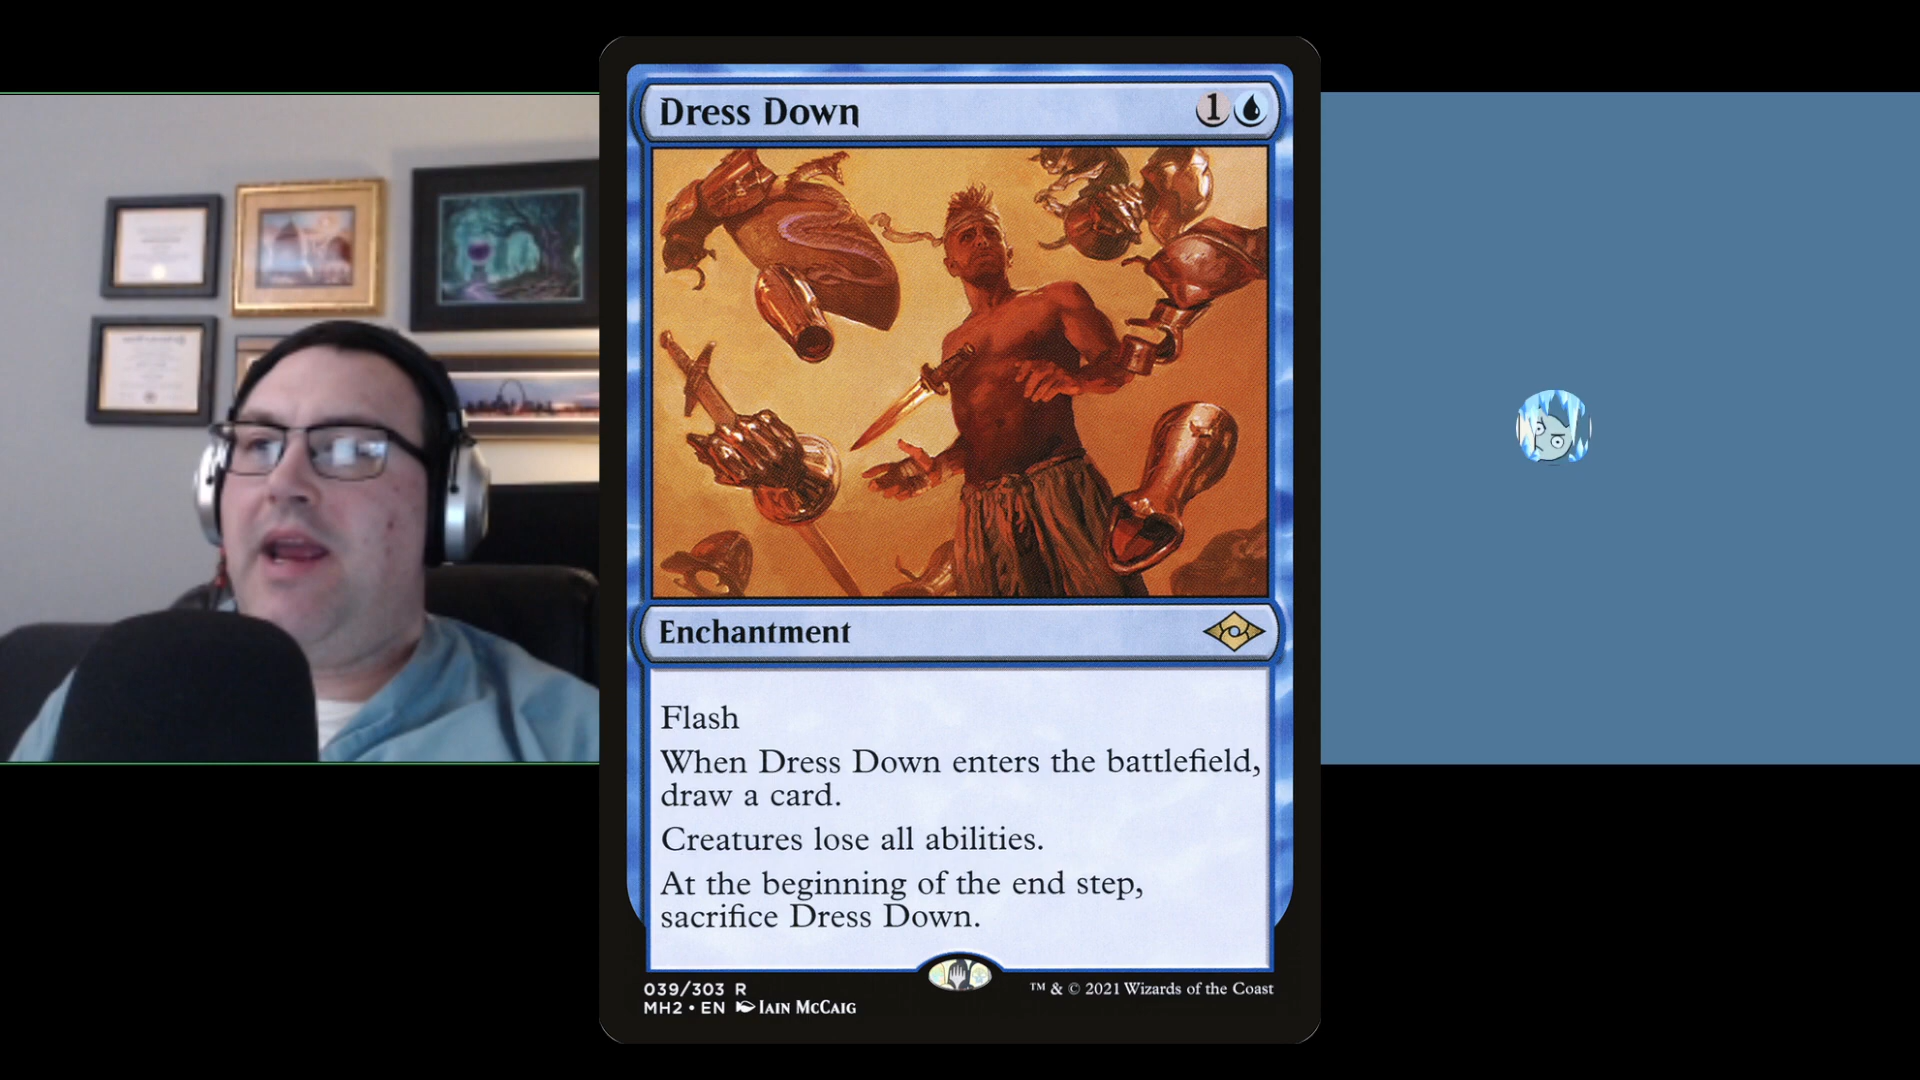 Dress Down
1
Enchantment
Flash
When Dress Down enters the battlefield,
draw a card.
Creatures lose all abilities.
At the beginning of the end step,
sacrifice Dress Down.
039/303 R
MH2 • EN Iain McCaig
™ & © 2021 Wizards of the Coast